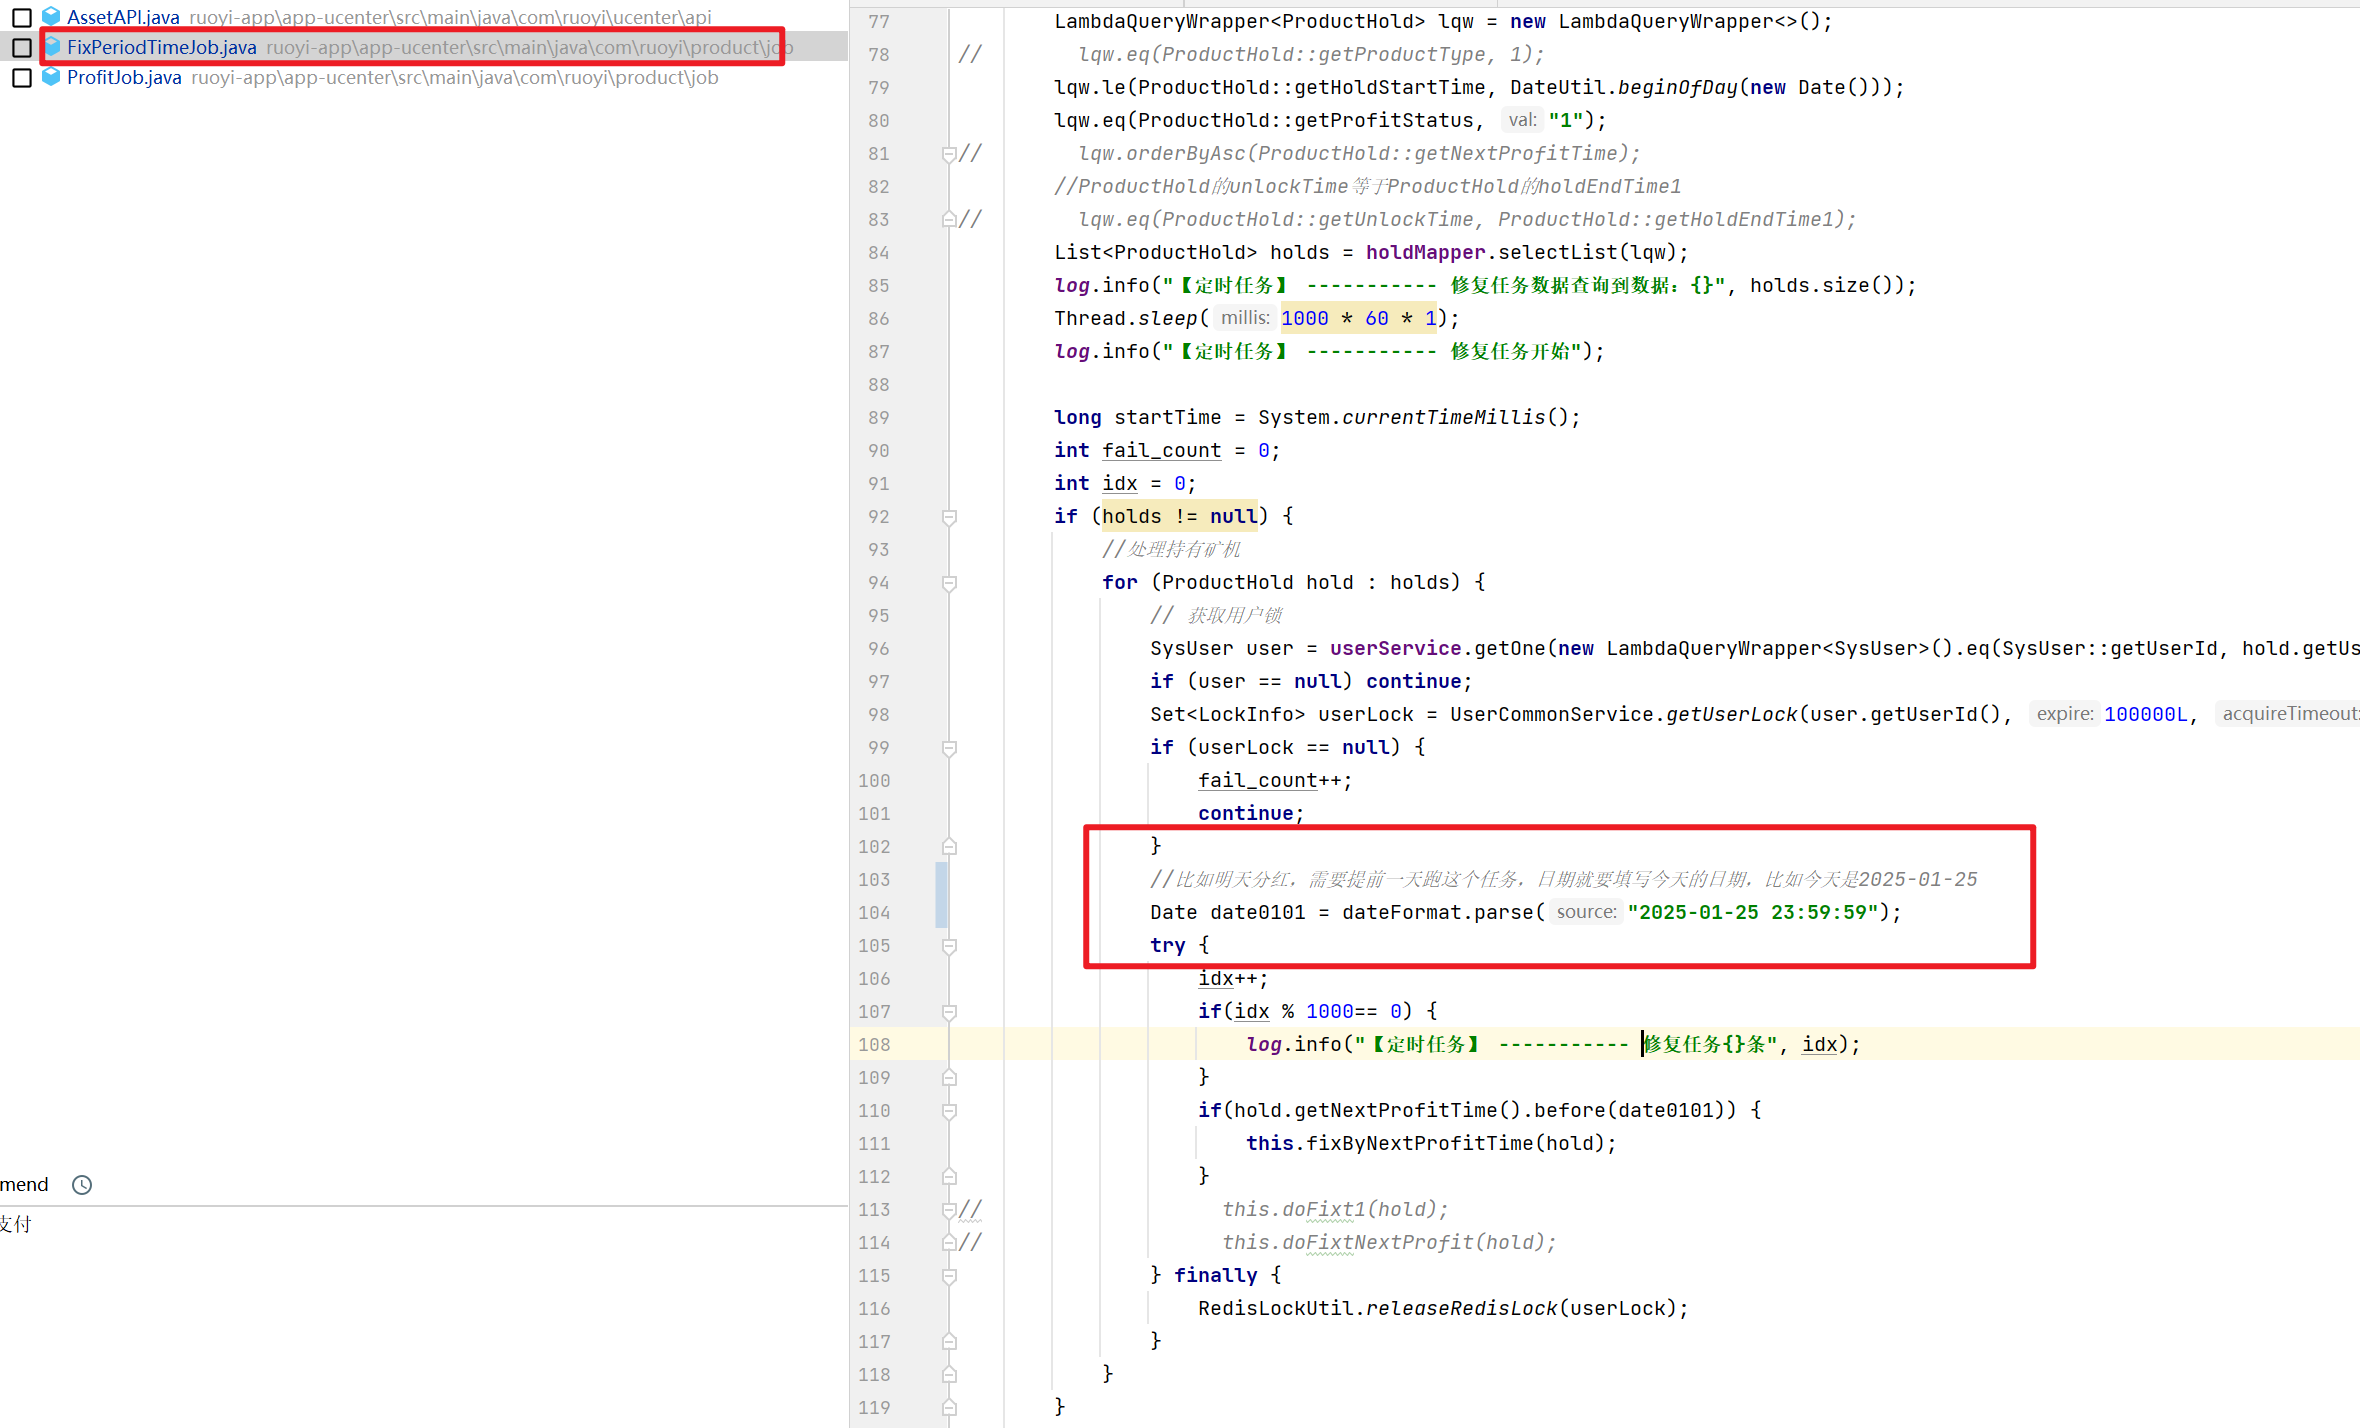 AssetAPI.java ruoyi-app\app-ucenter\src\main\java\com\ruoyi\ucenter\api
FixPeriodTimeJob.java ruoyi-app\app-ucenter\src\main\java\com\ruoyi\product\job
ProfitJob.java ruoyi-app\app-ucenter\src\main\java\com\ruoyi\product\job
mend
支付
77 LambdaQueryWrapper<ProductHold> lqw = new LambdaQueryWrapper<>();
78 // lqw.eq(ProductHold::getProductType, 1);
79 lqw.le(ProductHold::getHoldStartTime, DateUtil.beginOfDay(new Date()));
80 lqw.eq(ProductHold::getProfitStatus, val: "1");
81 // lqw.orderByAsc(ProductHold::getNextProfitTime);
82 //ProductHold的unlockTime等于ProductHold的holdEndTime1
83 // lqw.eq(ProductHold::getUnlockTime, ProductHold::getHoldEndTime1);
84 List<ProductHold> holds = holdMapper.selectList(lqw);
85 log.info("【定时任务】 ----------- 修复任务数据查询到数据：{}", holds.size());
86 Thread.sleep( millis: 1000 * 60 * 1);
87 log.info("【定时任务】 ----------- 修复任务开始");
88
89 long startTime = System.currentTimeMillis();
90 int fail_count = 0;
91 int idx = 0;
92 if (holds != null) {
93 //处理持有矿机
94 for (ProductHold hold : holds) {
95 // 获取用户锁
96 SysUser user = userService.getOne(new LambdaQueryWrapper<SysUser>().eq(SysUser::getUserId, hold.getUs
97 if (user == null) continue;
98 Set<LockInfo> userLock = UserCommonService.getUserLock(user.getUserId(), expire: 100000L, acquireTimeout:
99 if (userLock == null) {
100 fail_count++;
101 continue;
102 }
103 //比如明天分红，需要提前一天跑这个任务，日期就要填写今天的日期，比如今天是2025-01-25
104 Date date0101 = dateFormat.parse( source: "2025-01-25 23:59:59");
105 try {
106 idx++;
107 if(idx % 1000== 0) {
108 log.info("【定时任务】 ----------- 修复任务{}条", idx);
109 }
110 if(hold.getNextProfitTime().before(date0101)) {
111 this.fixByNextProfitTime(hold);
112 }
113 // this.doFixt1(hold);
114 // this.doFixtNextProfit(hold);
115 } finally {
116 RedisLockUtil.releaseRedisLock(userLock);
117 }
118 }
119 }